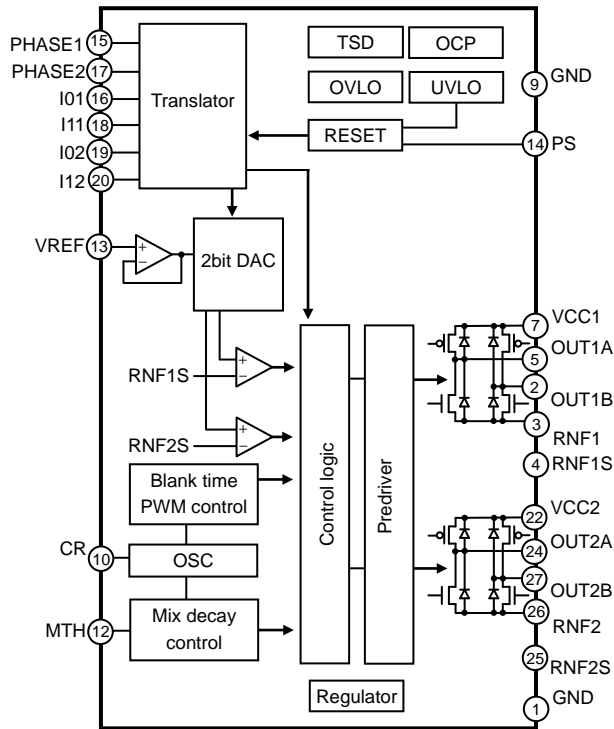 PHASE1
15
PHASE2
17
I01
16
I11
18
I02
19
I12
20
Translator
TSD
OCP
OVLO
UVLO
RESET
9
GND
14
PS
VREF
13
+
−
2bit DAC
+
−
RNF1S
+
−
RNF2S
Blank time
PWM control
CR
10
OSC
MTH
12
Mix decay
control
Control logic
Predriver
Regulator
7
VCC1
5
OUT1A
2
OUT1B
3
RNF1
4
RNF1S
22
VCC2
24
OUT2A
27
OUT2B
26
RNF2
25
RNF2S
1
GND